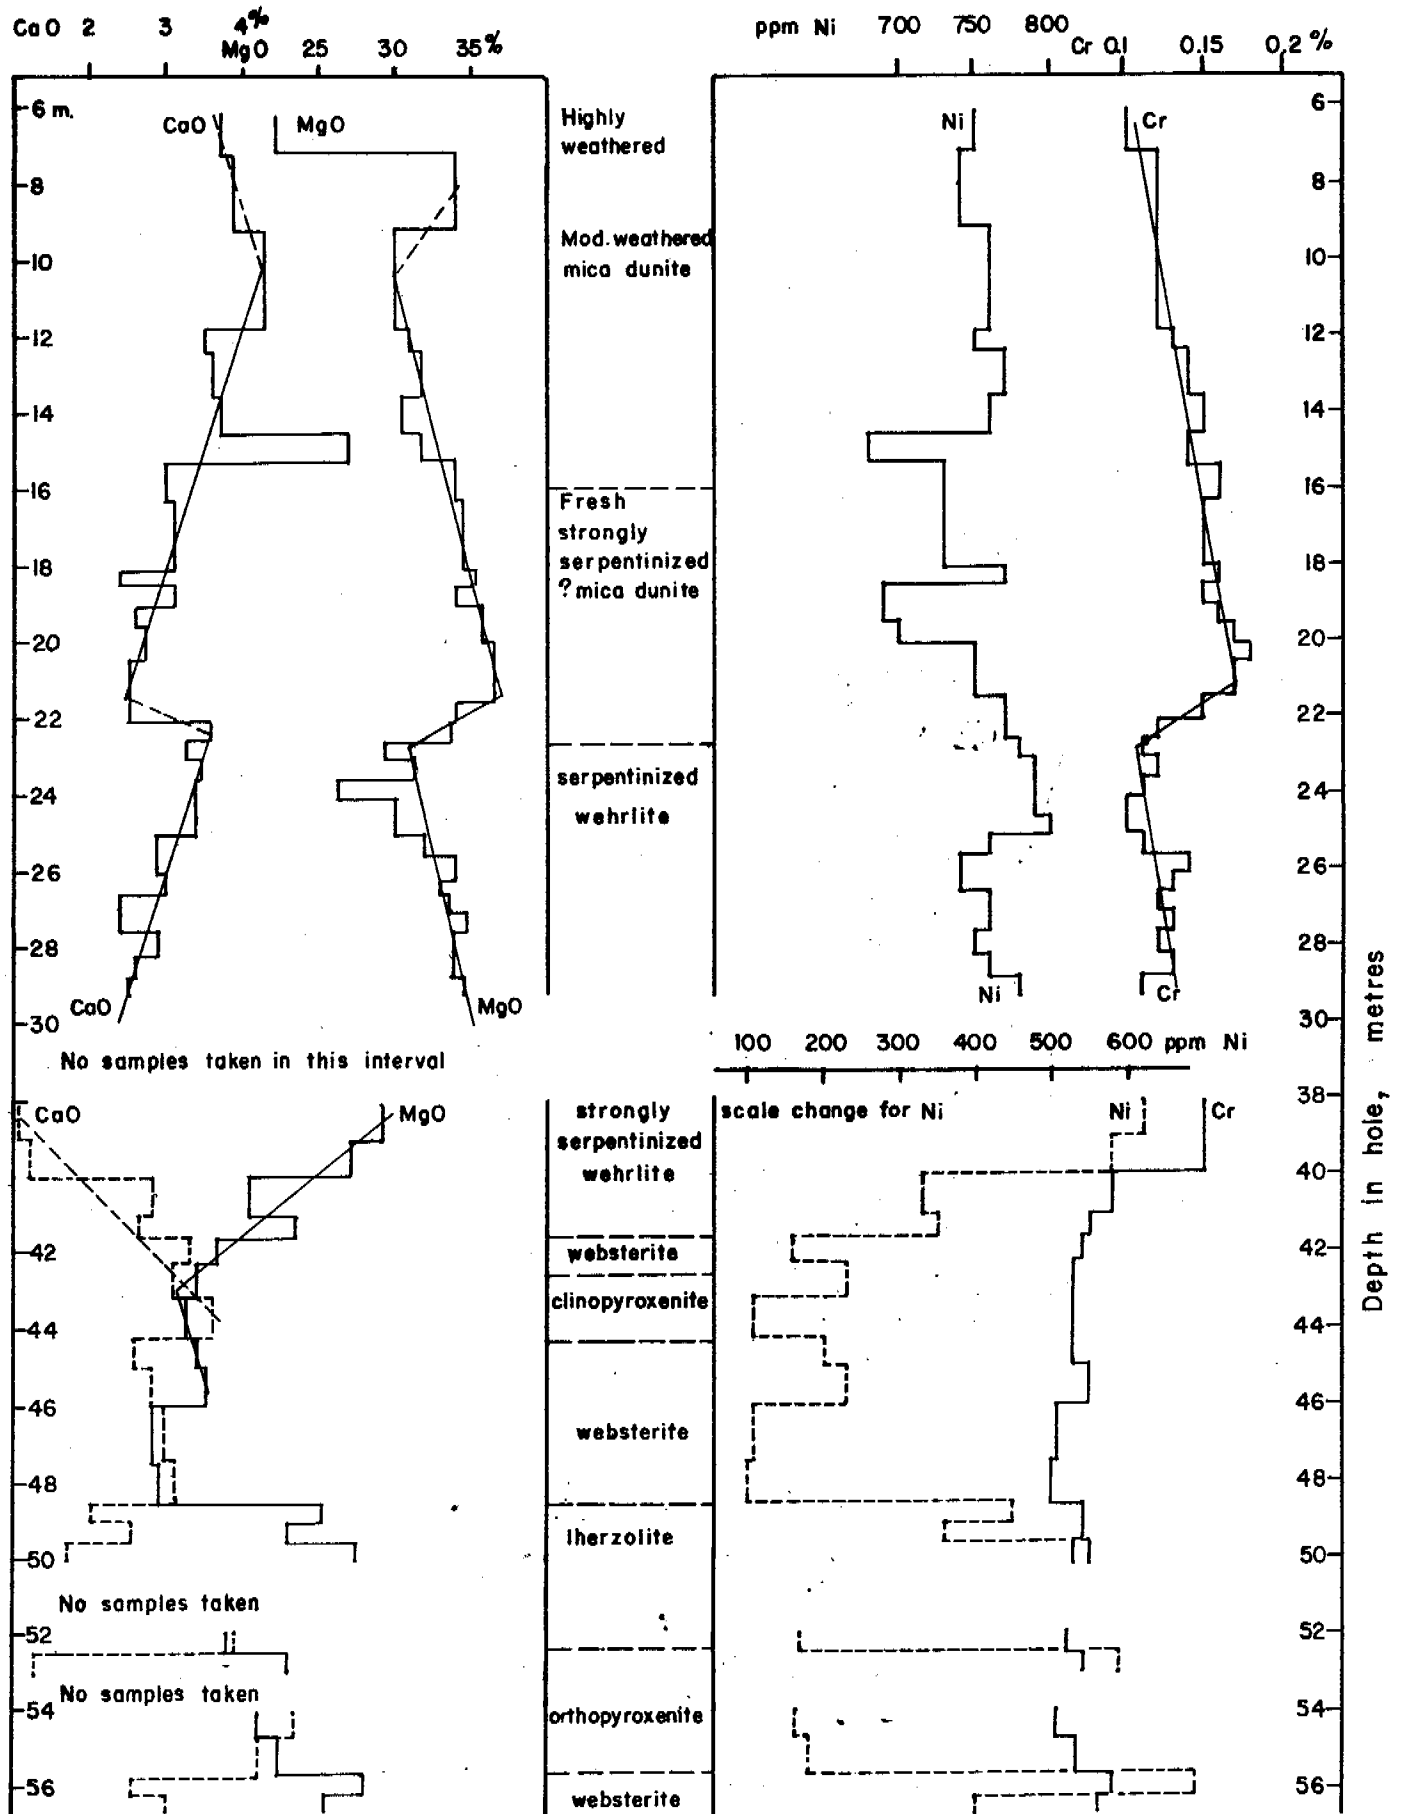 CaO 2 3 4%
MgO 25 30 35%
ppm Ni 700 750 800
Cr 0.1 0.15 0.2 %
6 m.
8
10
12
14
16
18
20
22
24
26
28
30
CaO
MgO
CaO
MgO
Highly
weathered
Mod. weathered
mica dunite
Fresh
strongly
serpentinized
? mica dunite
serpentinized
wehrlite
Ni
Cr
Ni
Cr
6
8
10
12
14
16
18
20
22
24
26
28
30
Depth in hole, metres
No samples taken in this interval
100 200 300 400 500 600 ppm Ni
scale change for Ni
Ni
Cr
CaO
MgO
42
44
46
48
50
No samples taken
52
No samples taken
54
56
strongly
serpentinized
wehrlite
websterite
clinopyroxenite
websterite
lherzolite
orthopyroxenite
websterite
38
40
42
44
46
48
50
52
54
56